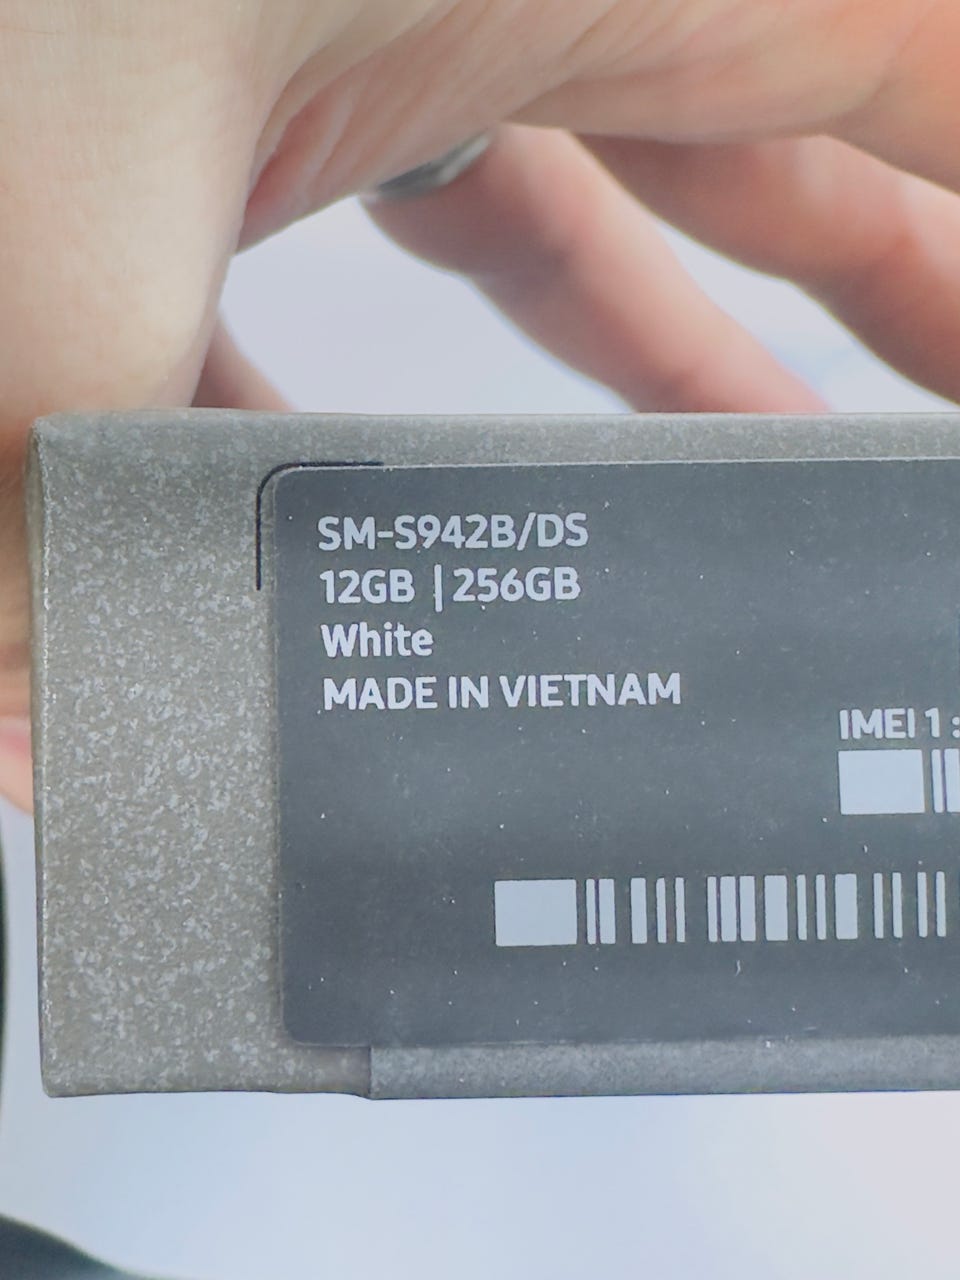 SM-S942B/DS
12GB | 256GB
White
MADE IN VIETNAM
IMEI 1 :